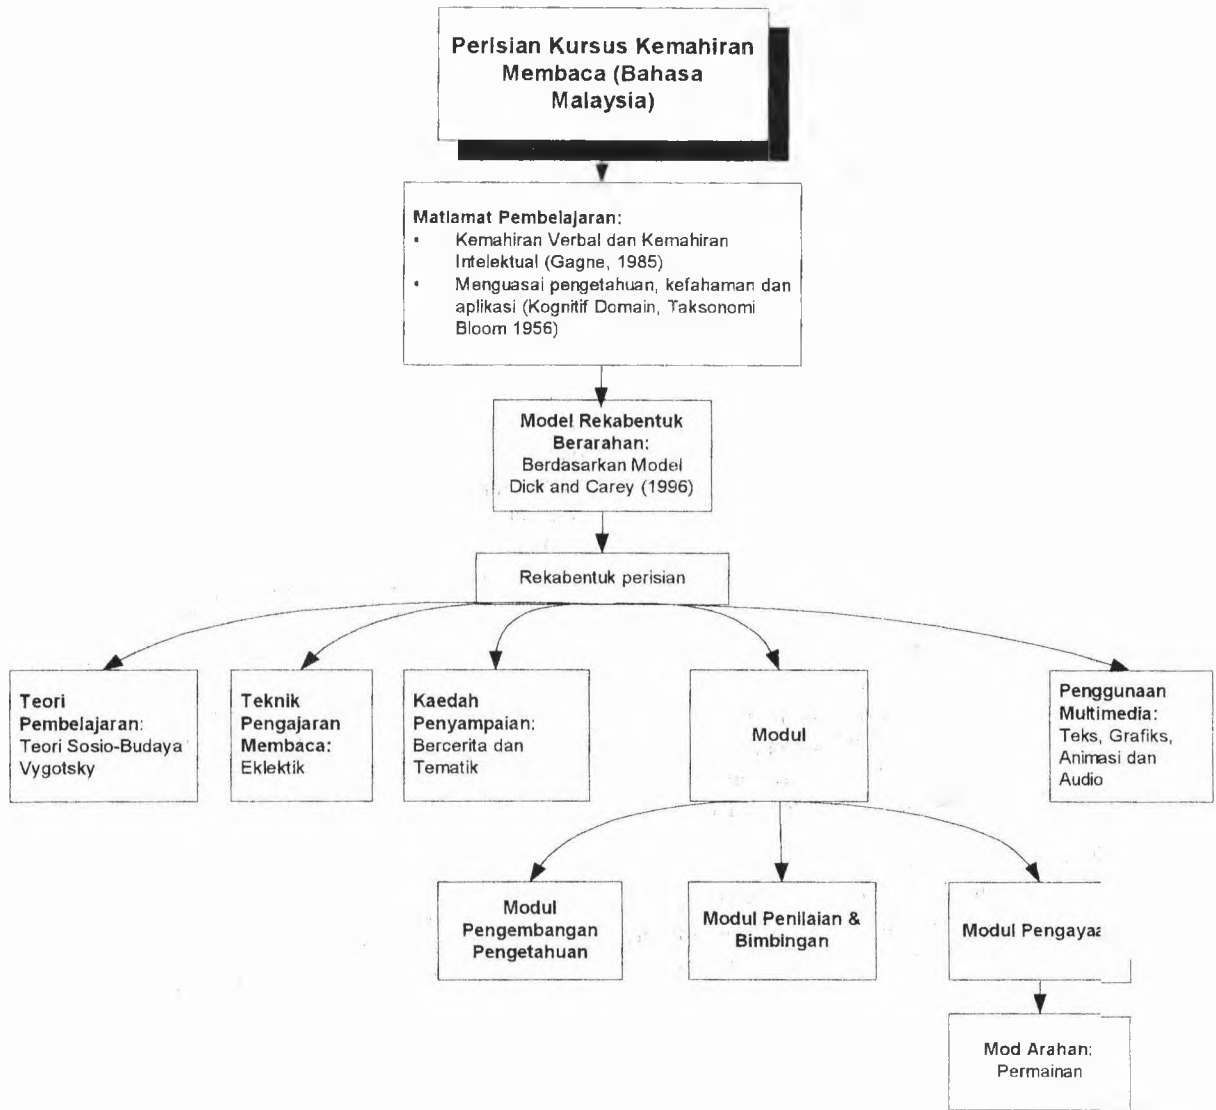 Perisian Kursus Kemahiran
Membaca (Bahasa
Malaysia)
Matlamat Pembelajaran:
• Kemahiran Verbal dan Kemahiran
Intelektual (Gagne, 1985)
• Menguasai pengetahuan, kefahaman dan
aplikasi (Kognitif Domain, Taksonomi
Bloom 1956)
Model Rekabentuk
Berarahan:
Berdasarkan Model
Dick and Carey (1996)
Rekabentuk perisian
Teori
Pembelajaran:
Teori Sosio-Budaya
Vygotsky
Teknik
Pengajaran
Membaca:
Eklektik
Kaedah
Penyampaian:
Bercerita dan
Tematik
Modul
Penggunaan
Multimedia:
Teks, Grafiks,
Animasi dan
Audio
Modul
Pengembangan
Pengetahuan
Modul Penilaian &
Bimbingan
Modul Pengayaa
Mod Arahan:
Permainan